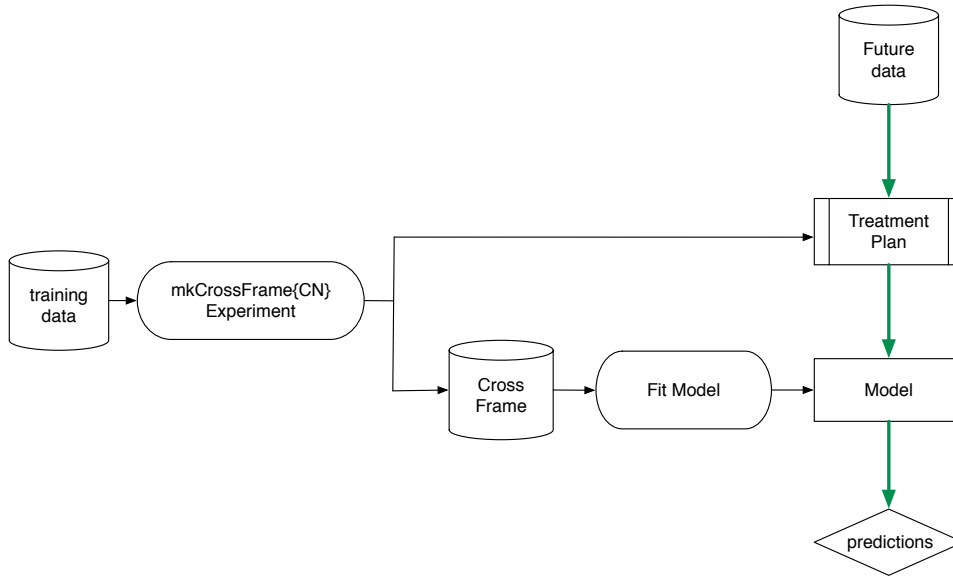 Future
data
Treatment
Plan
training
data
mkCrossFrame{CN}
Experiment
Cross
Frame
Fit Model
Model
predictions